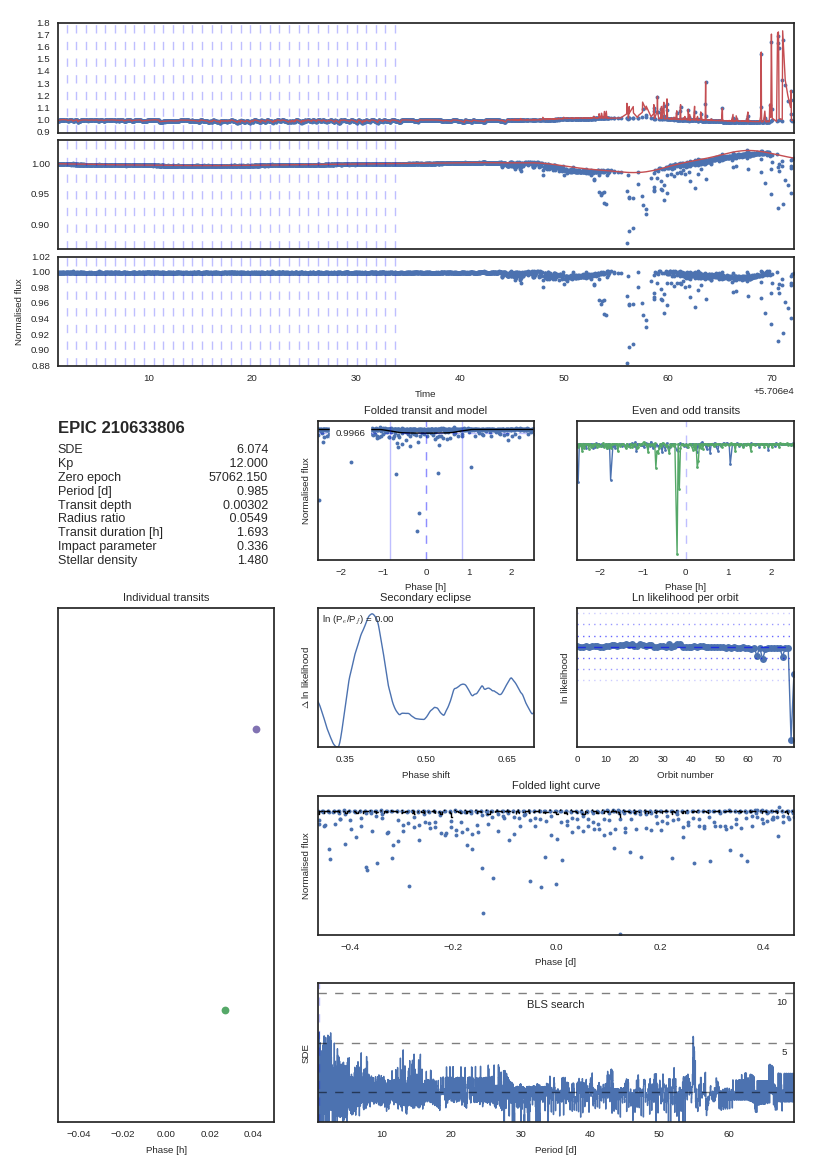 1.8
1.7
1.6
1.5
1.4
1.3
1.2
1.1
1.0
0.9
1.00
0.95
0.90
1.02
1.00
0.98
0.96
0.94
0.92
0.90
0.88
Normalised flux
10 20 30 40 50 60 70
Time
+5.706e4
EPIC 210633806
SDE 6.074
Kp 12.000
Zero epoch 57062.150
Period [d] 0.985
Transit depth 0.00302
Radius ratio 0.0549
Transit duration [h] 1.693
Impact parameter 0.336
Stellar density 1.480
Folded transit and model
0.9966
Normalised flux
−2 −1 0 1 2
Phase [h]
Even and odd transits
−2 −1 0 1 2
Phase [h]
Individual transits
−0.04 −0.02 0.00 0.02 0.04
Phase [h]
Secondary eclipse
= 0.00
Δ ln likelihood
0.35 0.50 0.65
Phase shift
Ln likelihood per orbit
ln likelihood
0 10 20 30 40 50 60 70
Orbit number
Folded light curve
Normalised flux
−0.4 −0.2 0.0 0.2 0.4
Phase [d]
BLS search
10
5
SDE
10 20 30 40 50 60
Period [d]